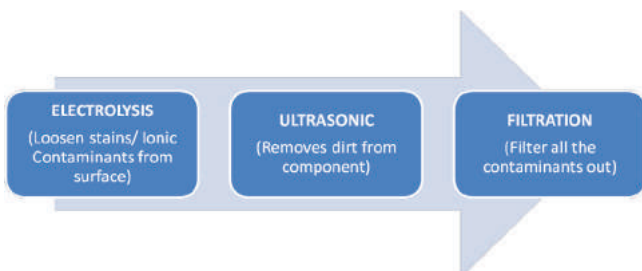 ELECTROLYSIS
(Loosen stains/ Ionic
Contaminants from
surface)
ULTRASONIC
(Removes dirt from
component)
FILTRATION
(Filter all the
contaminants out)